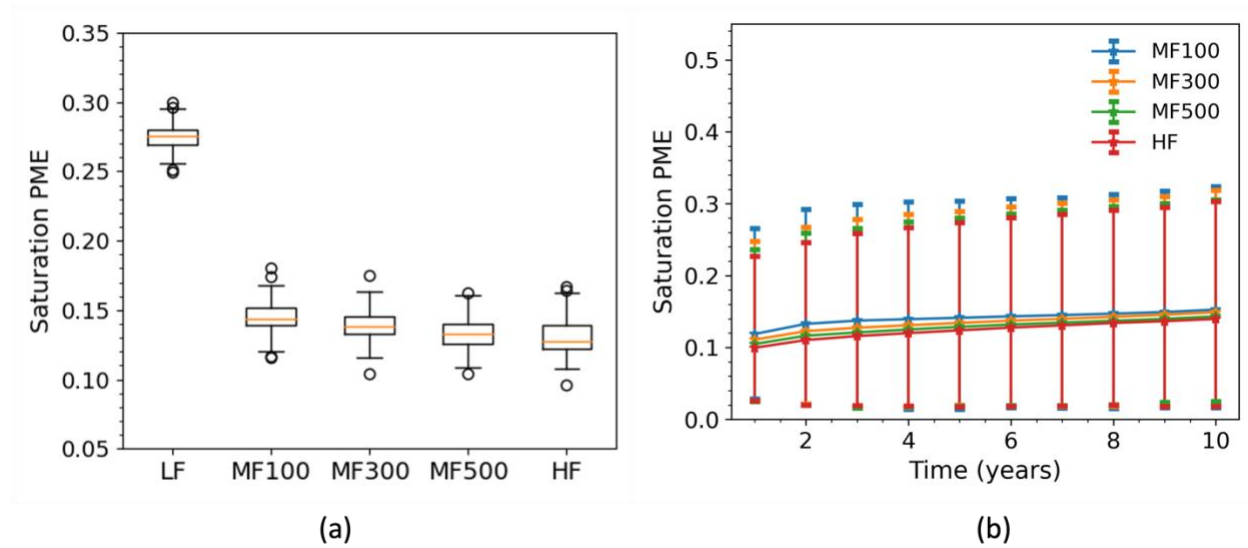 Saturation PME
0.35
0.30
0.25
0.20
0.15
0.10
0.05
LF MF100 MF300 MF500 HF
(a)
Saturation PME
0.5
0.4
0.3
0.2
0.1
0.0
MF100
MF300
MF500
HF
2 4 6 8 10
Time (years)
(b)